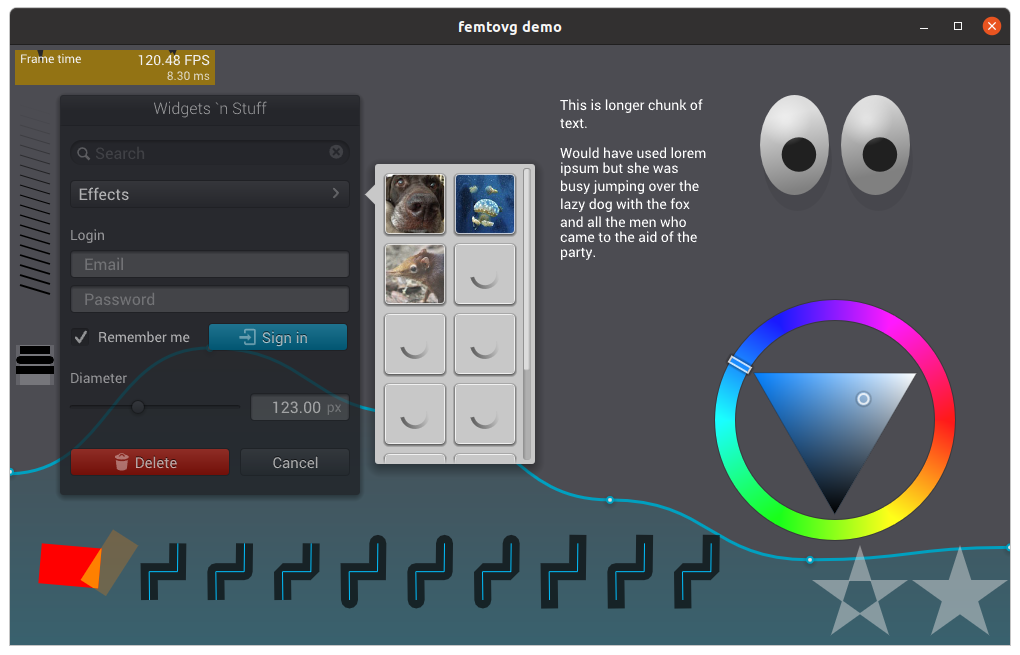 femtovg demo
Frame time
120.48 FPS
8.30 ms
Widgets `n Stuff
Search
Effects
Login
Email
Password
Remember me
Sign in
Diameter
123.00 px
Delete
Cancel
This is longer chunk of
text.
Would have used lorem
ipsum but she was
busy jumping over the
lazy dog with the fox
and all the men who
came to the aid of the
party.